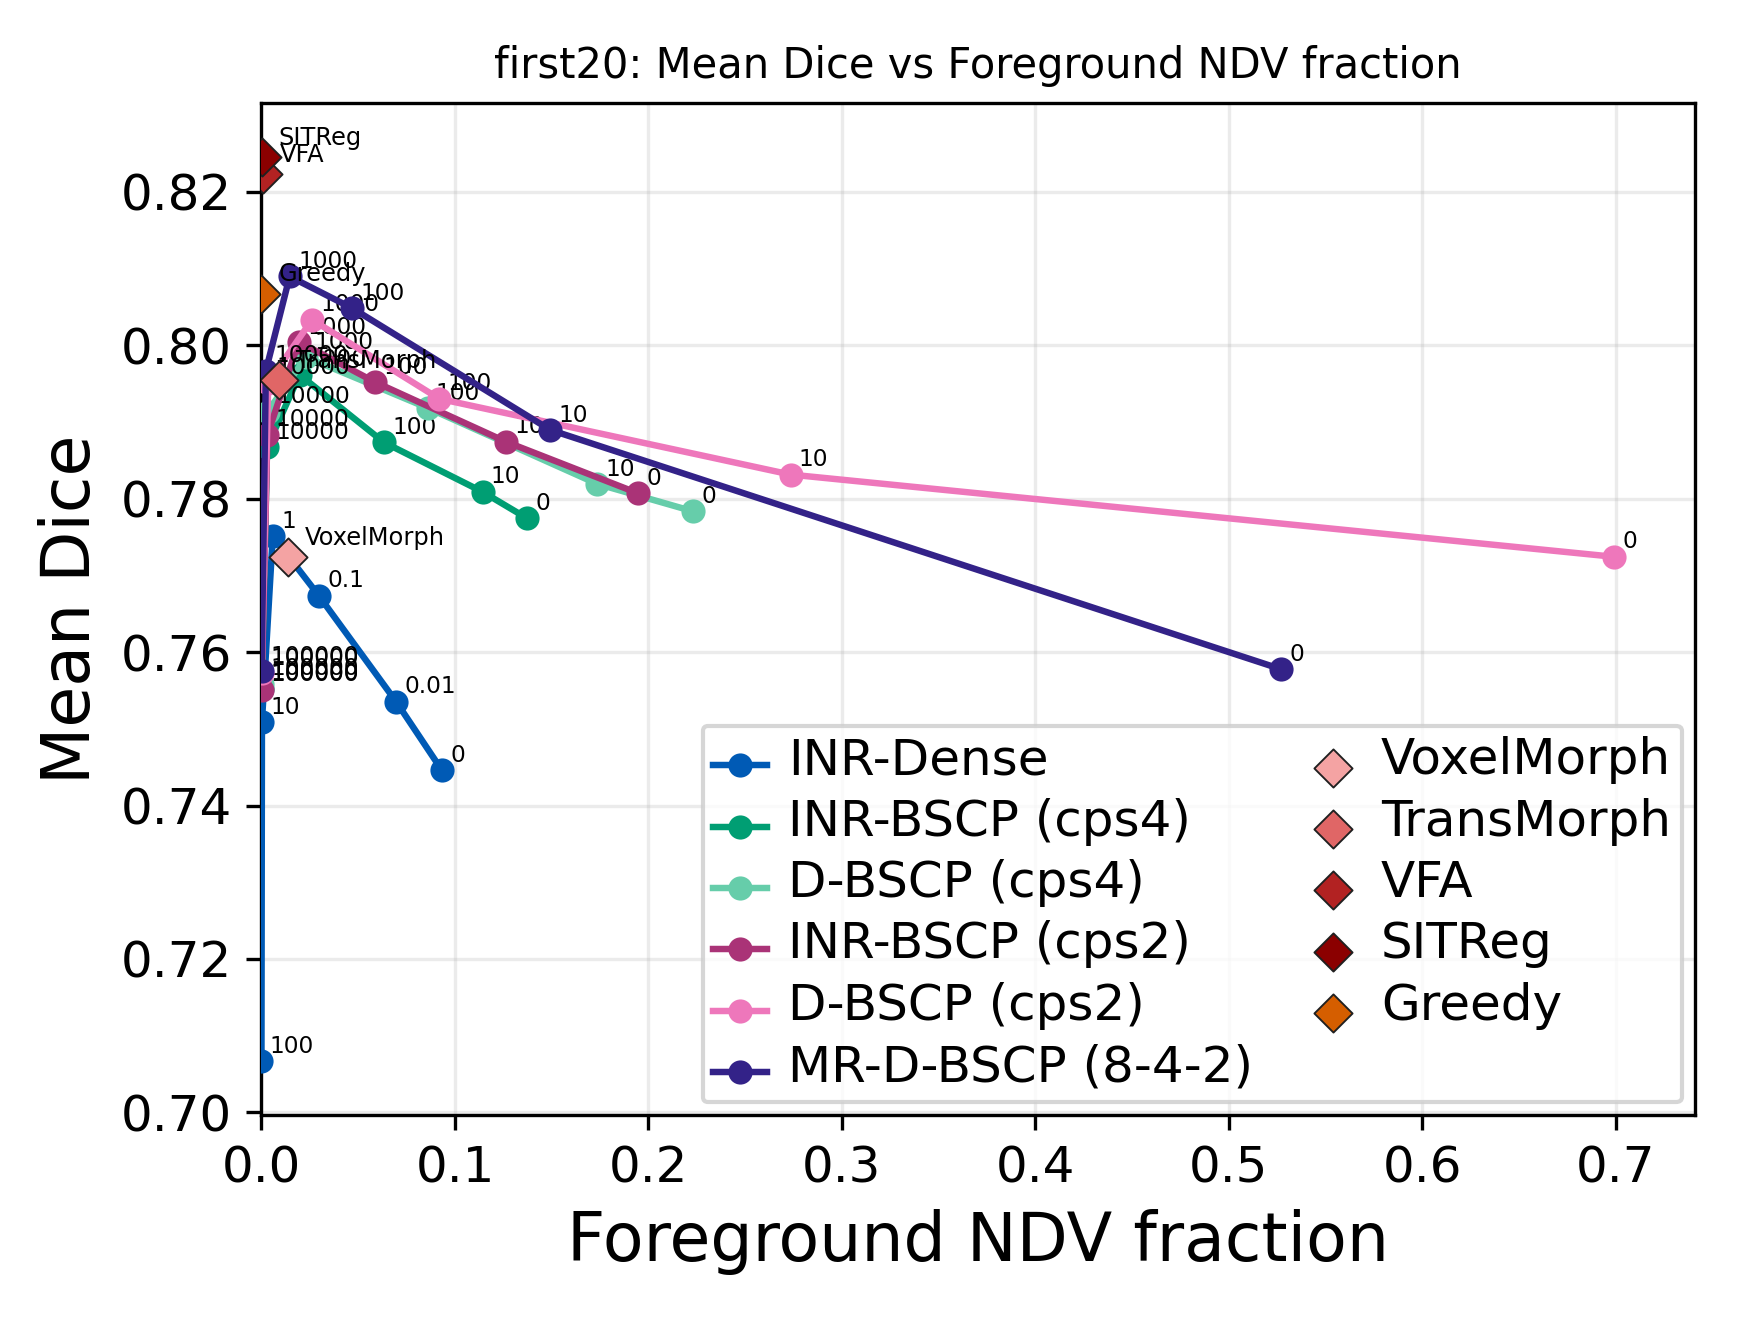 first20: Mean Dice vs Foreground NDV fraction
SITReg
VFA
0.82
1000
Greedy
100
1000
1000
1000
0.80
10000
TransMorph
10000
100
100
100
10000
10
10
10000
100
10000
10
10
0.78
10
0
0
0
1
VoxelMorph
0
0.1
0.76
100000
100000
100000
100000
0
10
0.01
0
0.74
0.72
100
0.70
Mean Dice
INR-Dense
INR-BSCP (cps4)
D-BSCP (cps4)
INR-BSCP (cps2)
D-BSCP (cps2)
MR-D-BSCP (8-4-2)
VoxelMorph
TransMorph
VFA
SITReg
Greedy
0.0 0.1 0.2 0.3 0.4 0.5 0.6 0.7
Foreground NDV fraction